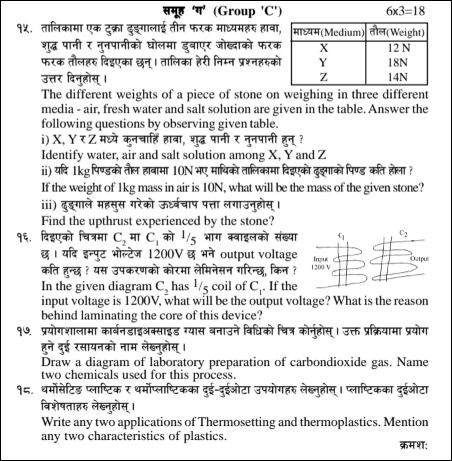 समूह 'ग' (Group 'C') 6x3=18
१५. तालिकामा एक टुक्रा ढुङ्गालाई तीन फरक माध्यमहरु हावा,
शुद्ध पानी र नुनपानीको घोलमा डुबाएर जोख्दाको फरक
फरक तौलहरु दिइएका छन्। तालिका हेरी निम्न प्रश्नहरुको
उत्तर दिनुहोस् ।
माध्यम(Medium) तौल(Weight)
X 12 N
Y 18N
Z 14N
The different weights of a piece of stone on weighing in three different
media - air, fresh water and salt solution are given in the table. Answer the
following questions by observing given table.
i) X, Y र Z मध्ये कुनचाहिँ हावा, शुद्ध पानी र नुनपानी हुन् ?
Identify water, air and salt solution among X, Y and Z
ii) यदि 1kg पिण्डको तौल हावामा 10N भए माथिको तालिकामा दिइएको ढुङ्गाको पिण्ड कति होला ?
If the weight of 1kg mass in air is 10N, what will be the mass of the given stone?
iii) ढुङ्गाले महसुस गरेको ऊर्ध्वचाप पत्ता लगाउनुहोस् ।
Find the upthrust experienced by the stone?
१६. दिइएको चित्रमा C₂ मा C₁ को 1/5 भाग क्वाइलको संख्या
छ । यदि इन्पुट भोल्टेज 1200V छ भने output voltage
कति हुन्छ ? यस उपकरणको कोरमा लेमिनेसन गरिन्छ, किन ?
C₁ C₂
Input Output
1200 V
In the given diagram C₂ has 1/5 coil of C₁. If the
input voltage is 1200V, what will be the output voltage? What is the reason
behind laminating the core of this device?
१७. प्रयोगशालामा कार्वनडाइअक्साइड ग्यास बनाउने बिधिको चित्र कोर्नुहोस् । उक्त प्रक्रियामा प्रयोग
हुने दुई रसायनको नाम लेख्नुहोस् ।
Draw a diagram of laboratory preparation of carbondioxide gas. Name
two chemicals used for this process.
१८. थर्मोसेटिङ प्लाष्टिक र थर्मोप्लाष्टिकका दुई-दुईओटा उपयोगहरु लेख्नुहोस् । प्लाष्टिकका दुईओटा
विशेषताहरु लेख्नुहोस् ।
Write any two applications of Thermosetting and thermoplastics. Mention
any two characteristics of plastics.
क्रमश: